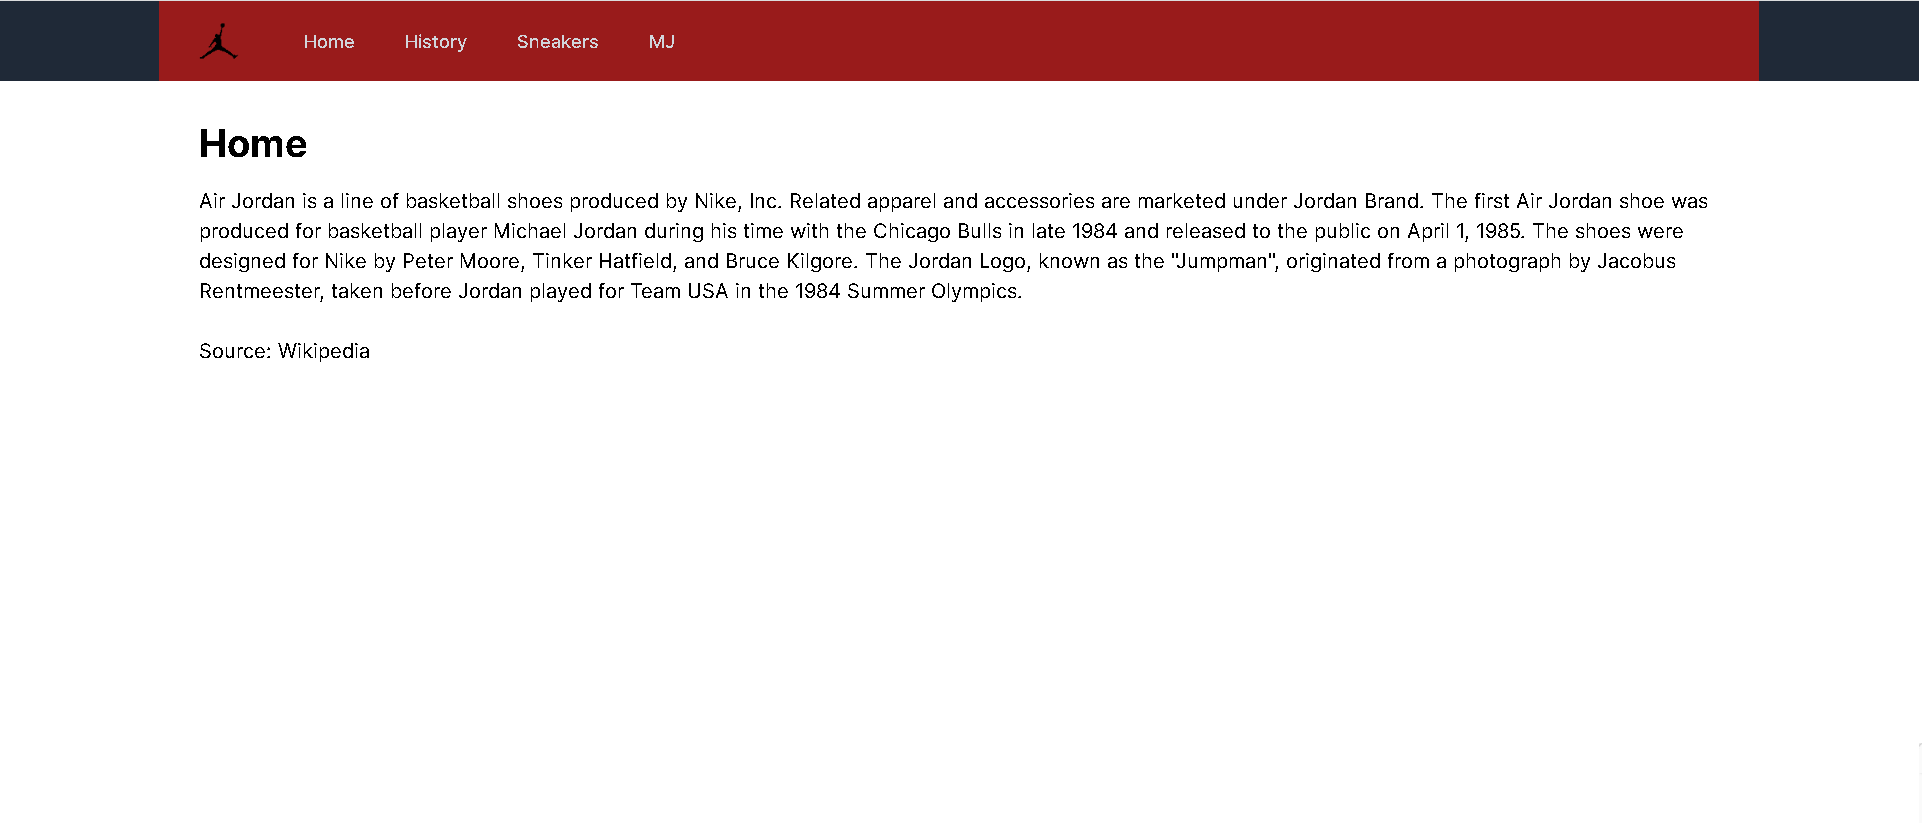 Home History Sneakers MJ
Home
Air Jordan is a line of basketball shoes produced by Nike, Inc. Related apparel and accessories are marketed under Jordan Brand. The first Air Jordan shoe was
produced for basketball player Michael Jordan during his time with the Chicago Bulls in late 1984 and released to the public on April 1, 1985. The shoes were
designed for Nike by Peter Moore, Tinker Hatfield, and Bruce Kilgore. The Jordan Logo, known as the "Jumpman", originated from a photograph by Jacobus
Rentmeester, taken before Jordan played for Team USA in the 1984 Summer Olympics.
Source: Wikipedia